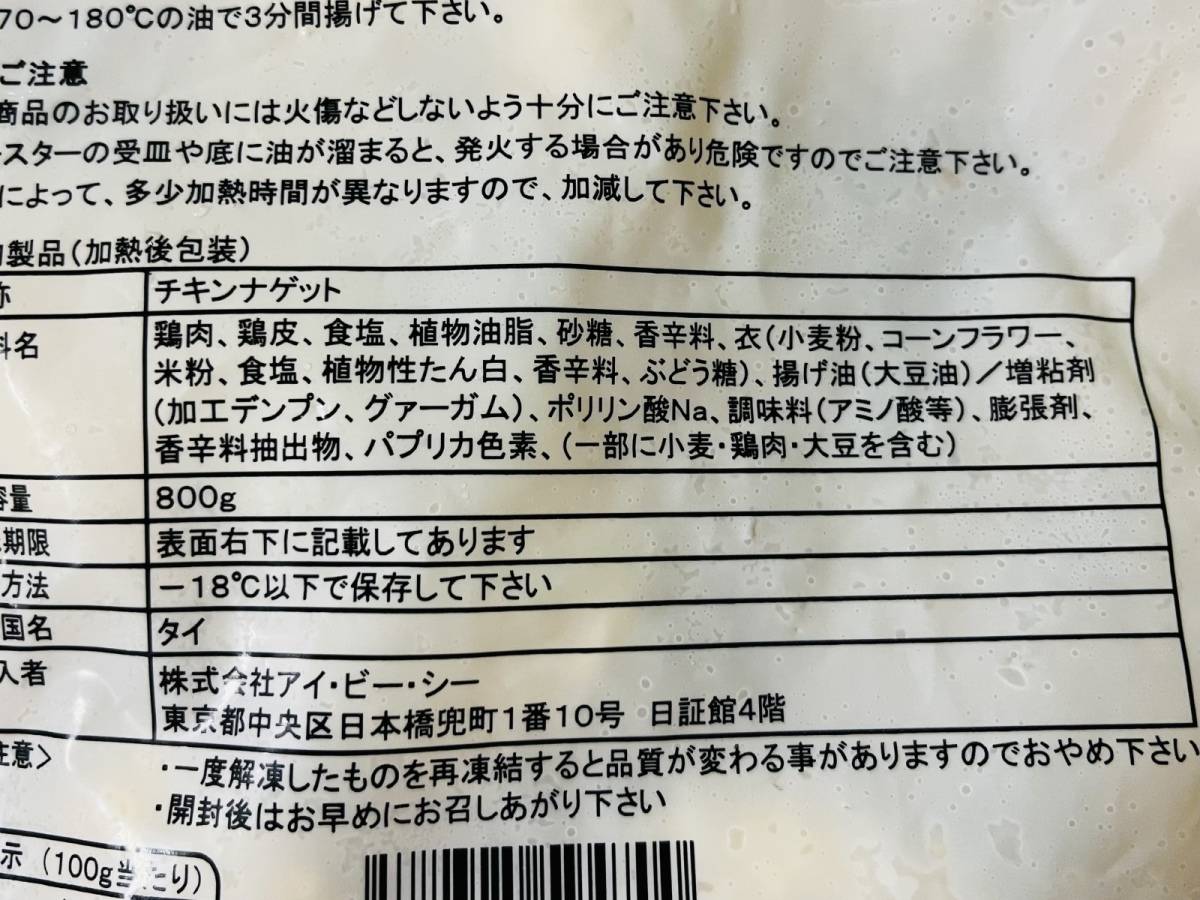 70〜180℃の油で3分間揚げて下さい。
ご注意
商品のお取り扱いには火傷などしないよう十分にご注意下さい。
ースターの受皿や底に油が溜まると、発火する場合があり危険ですのでご注意下さい。
によって、多少加熱時間が異なりますので、加減して下さい。
製品(加熱後包装)
称 チキンナゲット
料名 鶏肉、鶏皮、食塩、植物油脂、砂糖、香辛料、衣(小麦粉、コーンフラワー、
米粉、食塩、植物性たん白、香辛料、ぶどう糖)、揚げ油(大豆油)/増粘剤
(加工デンプン、グァーガム)、ポリリン酸Na、調味料(アミノ酸等)、膨張剤、
香辛料抽出物、パプリカ色素、(一部に小麦・鶏肉・大豆を含む)
容量 800g
期限 表面右下に記載してあります
方法 −18℃以下で保存して下さい
国名 タイ
入者 株式会社アイ・ビー・シー
東京都中央区日本橋兜町1番10号 日証館4階
注意> ・一度解凍したものを再凍結すると品質が変わる事がありますのでおやめ下さい
・開封後はお早めにお召しあがり下さい
示 (100g当たり)